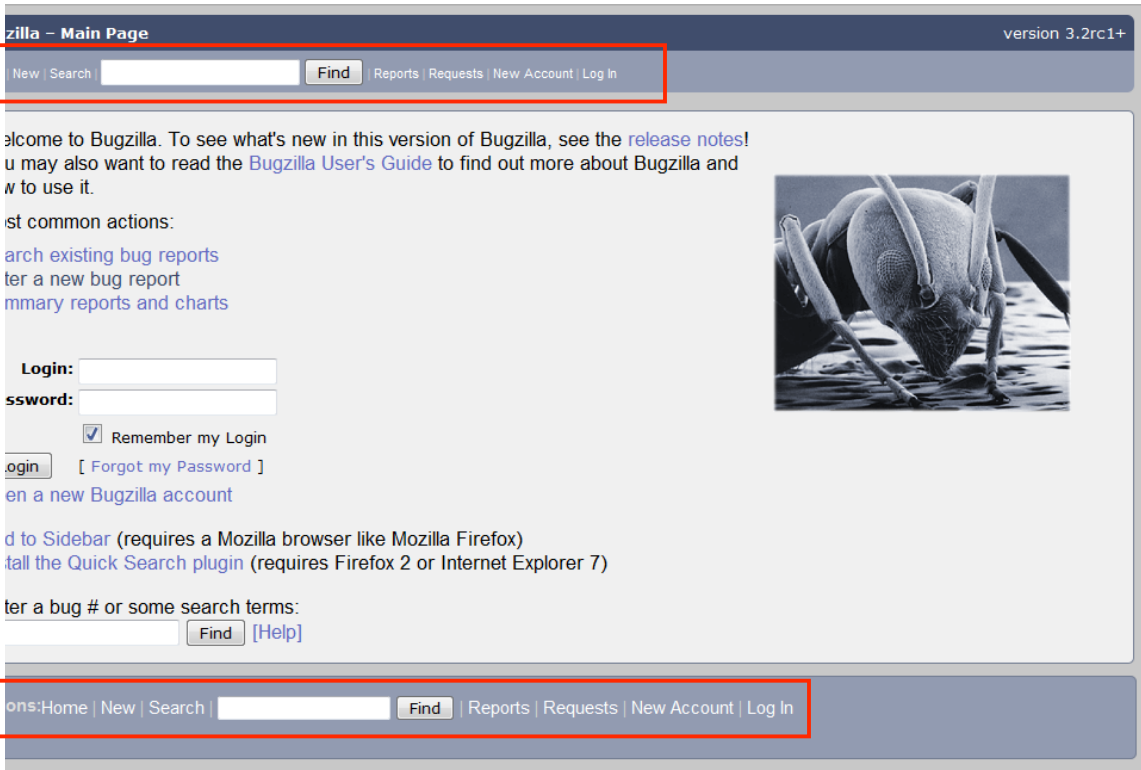 zilla – Main Page version 3.2rc1+
| New | Search | Find | Reports | Requests | New Account | Log In
elcome to Bugzilla. To see what's new in this version of Bugzilla, see the release notes!
u may also want to read the Bugzilla User's Guide to find out more about Bugzilla and
w to use it.
st common actions:
arch existing bug reports
ter a new bug report
mmary reports and charts
Login:
ssword:
Remember my Login
ogin [ Forgot my Password ]
en a new Bugzilla account
d to Sidebar (requires a Mozilla browser like Mozilla Firefox)
tall the Quick Search plugin (requires Firefox 2 or Internet Explorer 7)
ter a bug # or some search terms:
Find [Help]
ons:Home | New | Search | Find | Reports | Requests | New Account | Log In